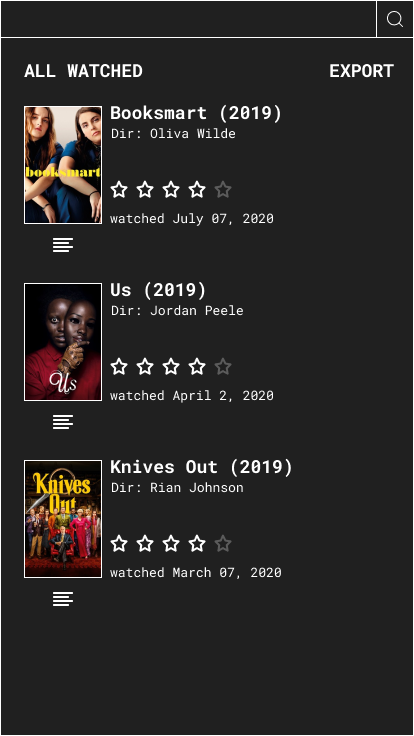 ALL WATCHED EXPORT
Booksmart (2019)
Dir: Oliva Wilde
booksmart
watched July 07, 2020
Us (2019)
Dir: Jordan Peele
Us
watched April 2, 2020
Knives Out (2019)
Dir: Rian Johnson
Knives
Out
watched March 07, 2020